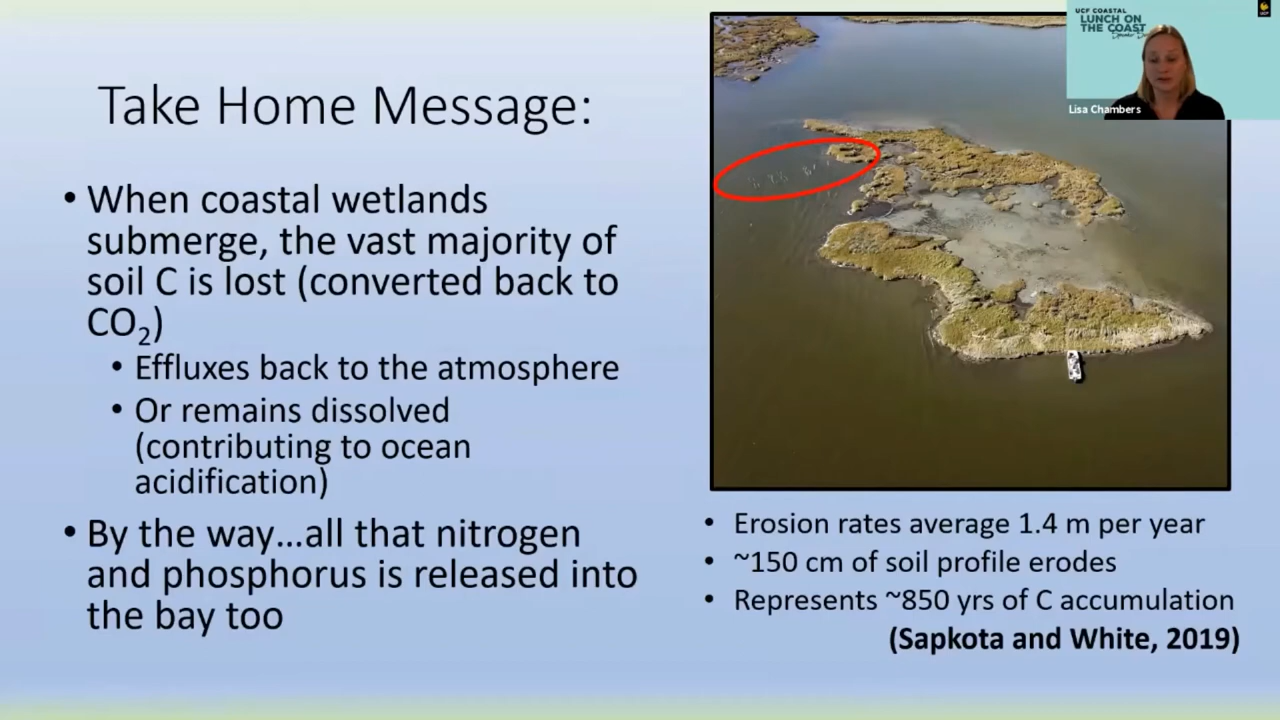 UCF COASTAL
LUNCH ON
THE COAST
UCF
Lisa Chambers
Take Home Message:
• When coastal wetlands
submerge, the vast majority of
soil C is lost (converted back to
CO₂)
• Effluxes back to the atmosphere
• Or remains dissolved
(contributing to ocean
acidification)
• By the way…all that nitrogen
and phosphorus is released into
the bay too
• Erosion rates average 1.4 m per year
• ~150 cm of soil profile erodes
• Represents ~850 yrs of C accumulation
(Sapkota and White, 2019)